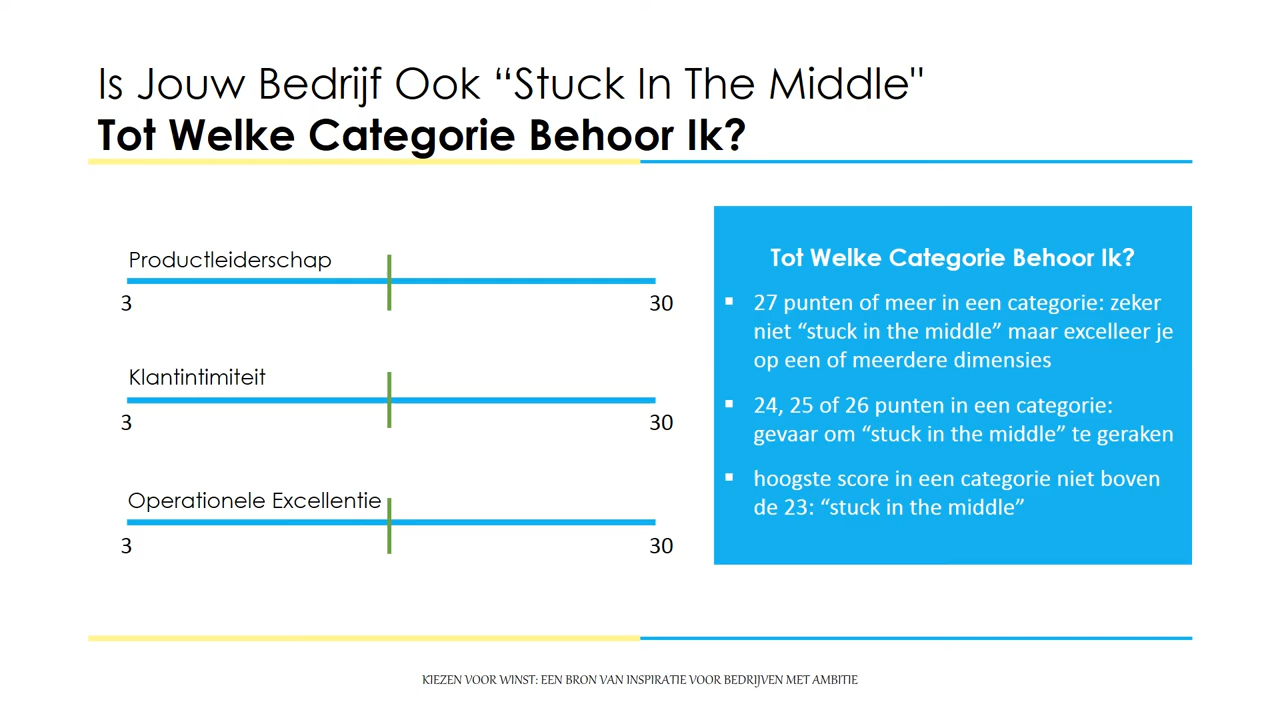 Is Jouw Bedrijf Ook “Stuck In The Middle"
Tot Welke Categorie Behoor Ik?
Productleiderschap
3
30
Klantintimiteit
3
30
Operationele Excellentie
3
30
Tot Welke Categorie Behoor Ik?
▪ 27 punten of meer in een categorie: zeker
niet “stuck in the middle” maar excelleer je
op een of meerdere dimensies
▪ 24, 25 of 26 punten in een categorie:
gevaar om “stuck in the middle” te geraken
▪ hoogste score in een categorie niet boven
de 23: “stuck in the middle”
KIEZEN VOOR WINST: EEN BRON VAN INSPIRATIE VOOR BEDRIJVEN MET AMBITIE